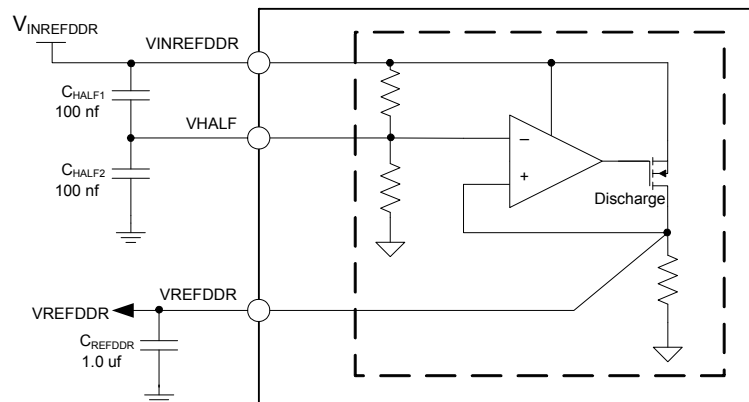 VINREFDDR
VINREFDDR
CHALF1
100 nf
VHALF
CHALF2
100 nf
−
+
Discharge
VREFDDR
VREFDDR
CREFDDR
1.0 uf